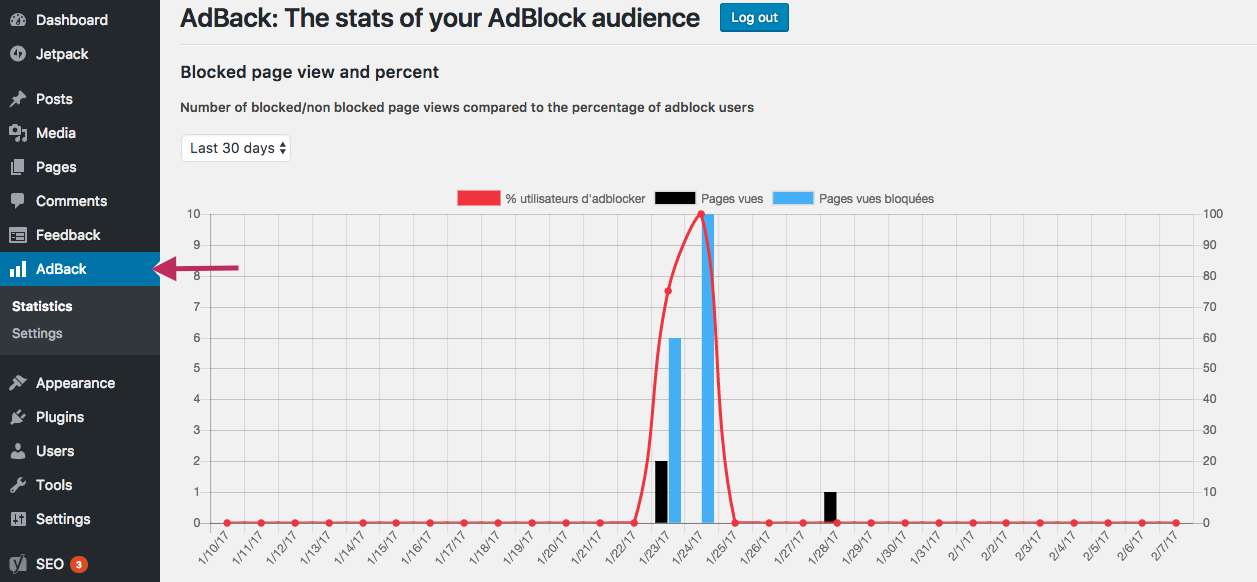 Dashboard
Jetpack
Posts
Media
Pages
Comments
Feedback
AdBack
Statistics
Settings
Appearance
Plugins
Users
Tools
Settings
SEO 3
AdBack: The stats of your AdBlock audience Log out
Blocked page view and percent
Number of blocked/non blocked page views compared to the percentage of adblock users
Last 30 days
% utilisateurs d'adblocker Pages vues Pages vues bloquées
10 100
9 90
8 80
7 70
6 60
5 50
4 40
3 30
2 20
1 10
0 0
1/10/17 1/11/17 1/12/17 1/13/17 1/14/17 1/15/17 1/16/17 1/17/17 1/18/17 1/19/17 1/20/17 1/21/17 1/22/17 1/23/17 1/24/17 1/25/17 1/26/17 1/27/17 1/28/17 1/29/17 1/30/17 1/31/17 2/1/17 2/2/17 2/3/17 2/4/17 2/5/17 2/6/17 2/7/17